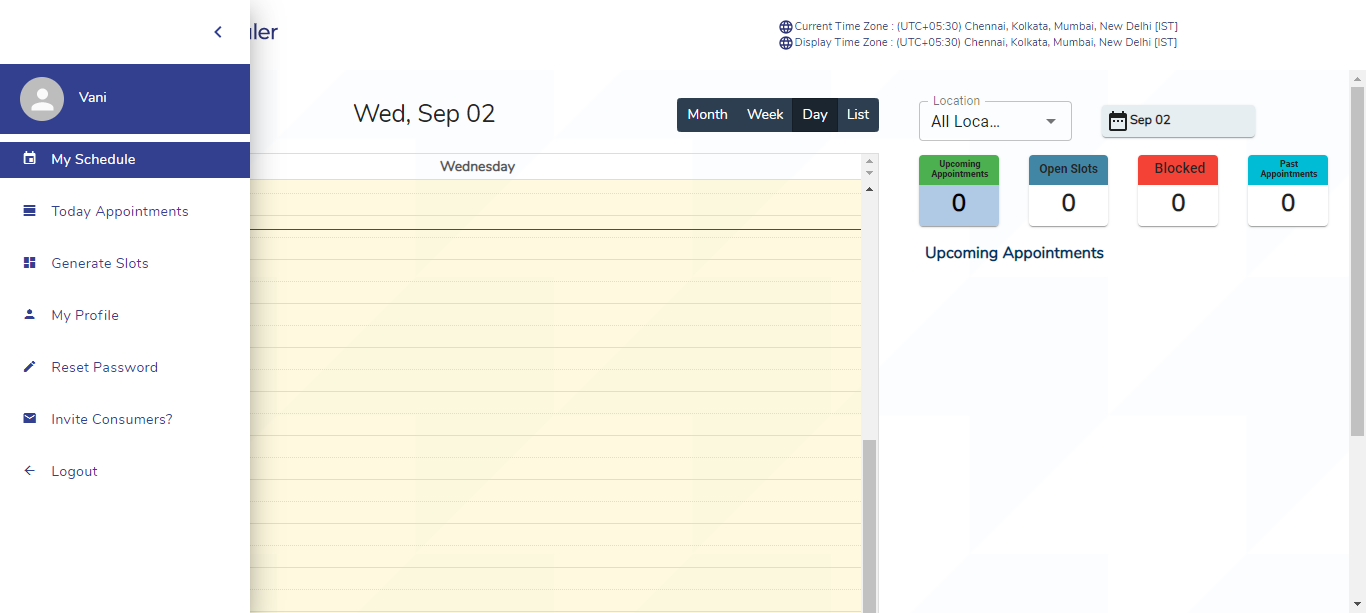 Current Time Zone : (UTC+05:30) Chennai, Kolkata, Mumbai, New Delhi [IST]
Display Time Zone : (UTC+05:30) Chennai, Kolkata, Mumbai, New Delhi [IST]
Vani
My Schedule
Today Appointments
Generate Slots
My Profile
Reset Password
Invite Consumers?
Logout
Wed, Sep 02
Month Week Day List
Wednesday
Location
All Loca...
Sep 02
Upcoming Appointments
0
Open Slots
0
Blocked
0
Past Appointments
0
Upcoming Appointments